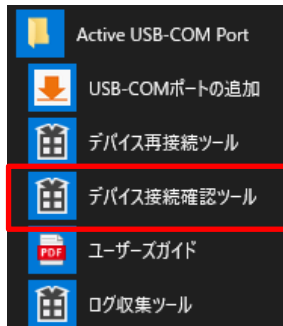 Active USB-COM Port
USB-COMポートの追加
デバイス再接続ツール
デバイス接続確認ツール
PDF
ユーザーズガイド
ログ収集ツール